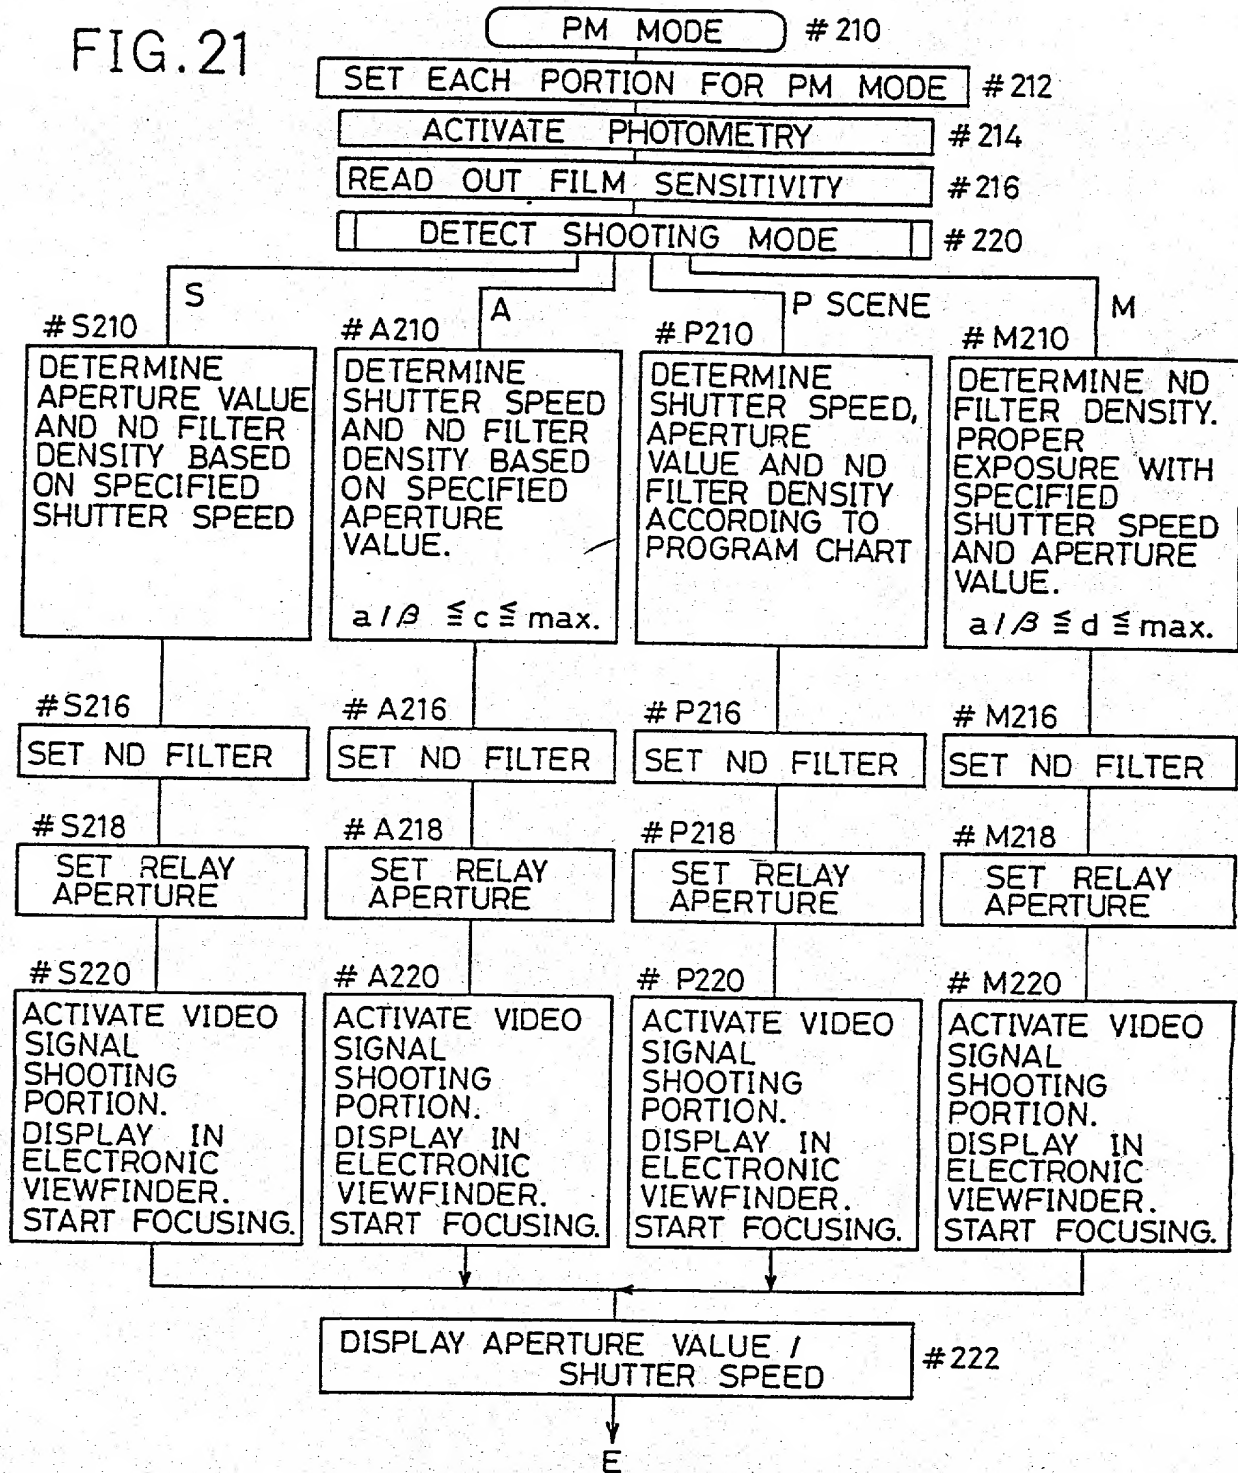 FIG.21
PM MODE #210
SET EACH PORTION FOR PM MODE #212
ACTIVATE PHOTOMETRY #214
READ OUT FILM SENSITIVITY #216
DETECT SHOOTING MODE #220
S
A
P SCENE
M
#S210
DETERMINE
APERTURE VALUE
AND ND FILTER
DENSITY BASED
ON SPECIFIED
SHUTTER SPEED
#A210
DETERMINE
SHUTTER SPEED
AND ND FILTER
DENSITY BASED
ON SPECIFIED
APERTURE
VALUE.
a/β ≦ c ≦ max.
#P210
DETERMINE
SHUTTER SPEED,
APERTURE
VALUE AND ND
FILTER DENSITY
ACCORDING TO
PROGRAM CHART
#M210
DETERMINE ND
FILTER DENSITY.
PROPER
EXPOSURE WITH
SPECIFIED
SHUTTER SPEED
AND APERTURE
VALUE.
a/β ≦ d ≦ max.
#S216
SET ND FILTER
#A216
SET ND FILTER
#P216
SET ND FILTER
#M216
SET ND FILTER
#S218
SET RELAY
APERTURE
#A218
SET RELAY
APERTURE
#P218
SET RELAY
APERTURE
#M218
SET RELAY
APERTURE
#S220
ACTIVATE VIDEO
SIGNAL
SHOOTING
PORTION.
DISPLAY IN
ELECTRONIC
VIEWFINDER.
START FOCUSING.
#A220
ACTIVATE VIDEO
SIGNAL
SHOOTING
PORTION.
DISPLAY IN
ELECTRONIC
VIEWFINDER.
START FOCUSING.
#P220
ACTIVATE VIDEO
SIGNAL
SHOOTING
PORTION.
DISPLAY IN
ELECTRONIC
VIEWFINDER.
START FOCUSING.
#M220
ACTIVATE VIDEO
SIGNAL
SHOOTING
PORTION.
DISPLAY IN
ELECTRONIC
VIEWFINDER.
START FOCUSING.
DISPLAY APERTURE VALUE /
SHUTTER SPEED #222
E